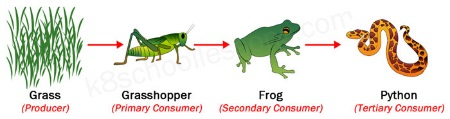 Grass
(Producer)
Grasshopper
(Primary Consumer)
Frog
(Secondary Consumer)
Python
(Tertiary Consumer)